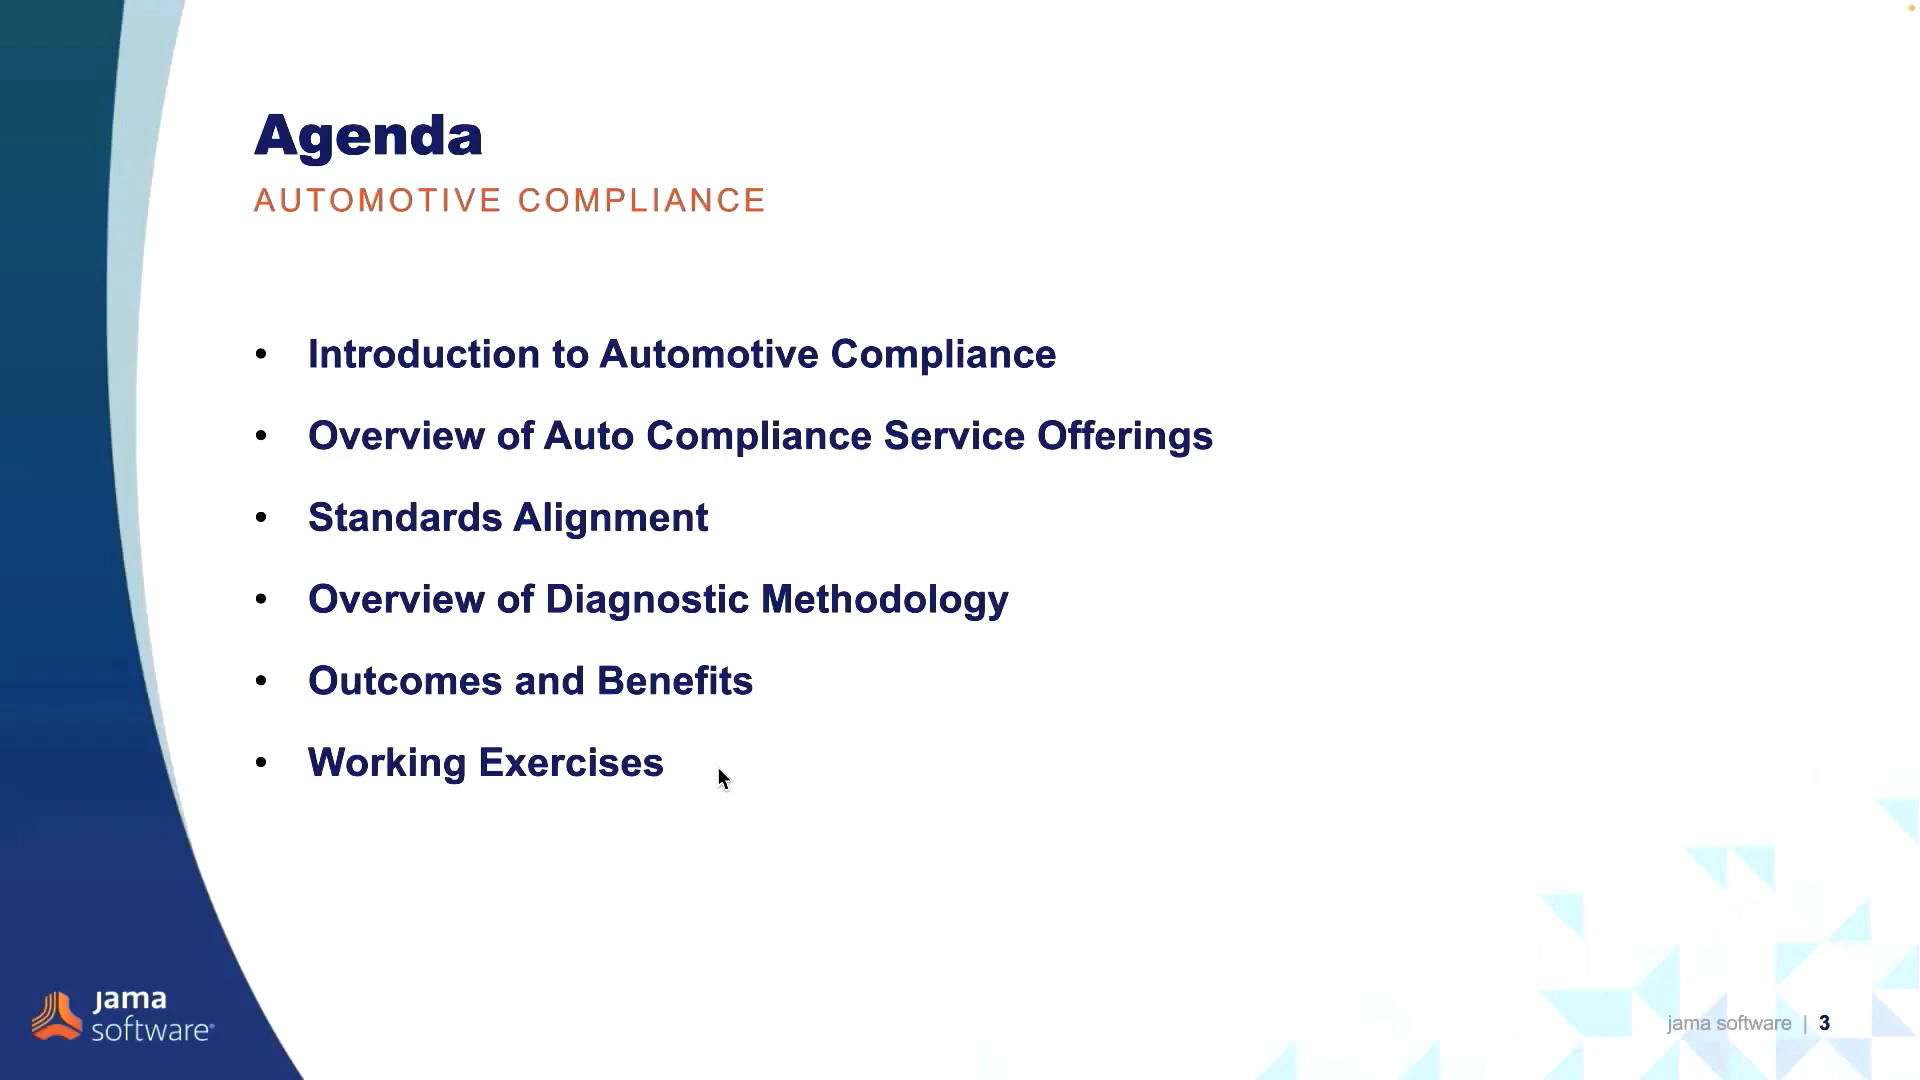 Agenda
AUTOMOTIVE COMPLIANCE
• Introduction to Automotive Compliance
• Overview of Auto Compliance Service Offerings
• Standards Alignment
• Overview of Diagnostic Methodology
• Outcomes and Benefits
• Working Exercises
jama
software
jama software | 3